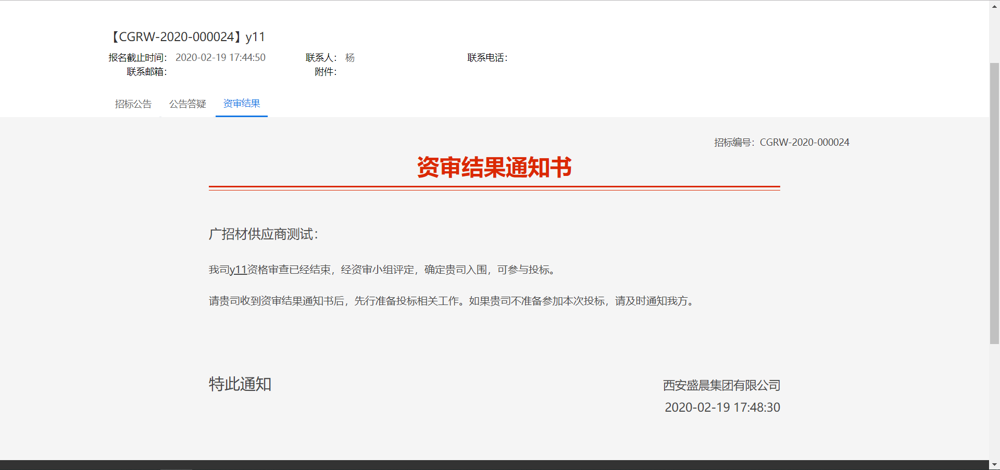 【CGRW-2020-000024】y11
报名截止时间： 2020-02-19 17:44:50 联系人： 杨 联系电话：
联系邮箱： 附件：
招标公告 公告答疑 资审结果
招标编号：CGRW-2020-000024
资审结果通知书
广招材供应商测试：
我司y11资格审查已经结束，经资审小组评定，确定贵司入围，可参与投标。
请贵司收到资审结果通知书后，先行准备投标相关工作。如果贵司不准备参加本次投标，请及时通知我方。
特此通知 西安盛晨集团有限公司
2020-02-19 17:48:30